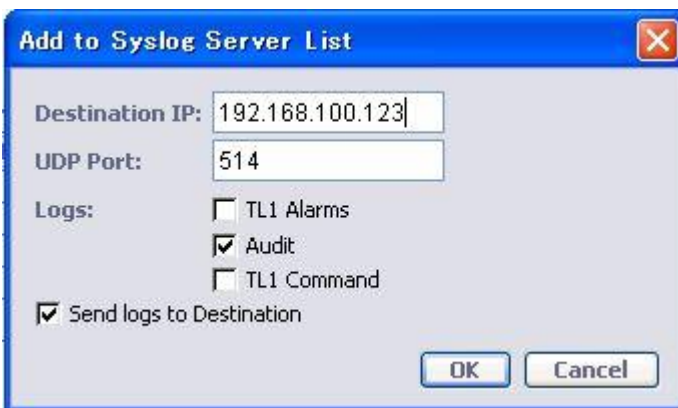 Add to Syslog Server List
Destination IP: 192.168.100.123
UDP Port: 514
Logs: TL1 Alarms
Audit
TL1 Command
Send logs to Destination
OK Cancel